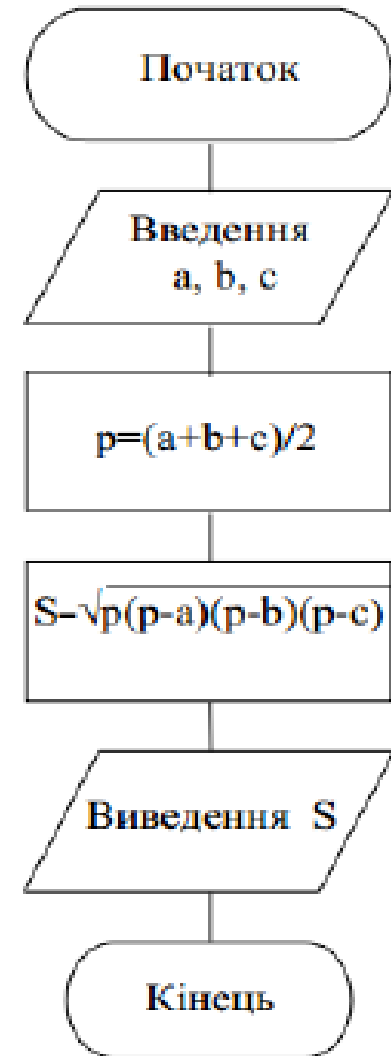 Початок
Введення
a, b, c
p=(a+b+c)/2
S-√p(p-a)(p-b)(p-c)
Виведення S
Кінець